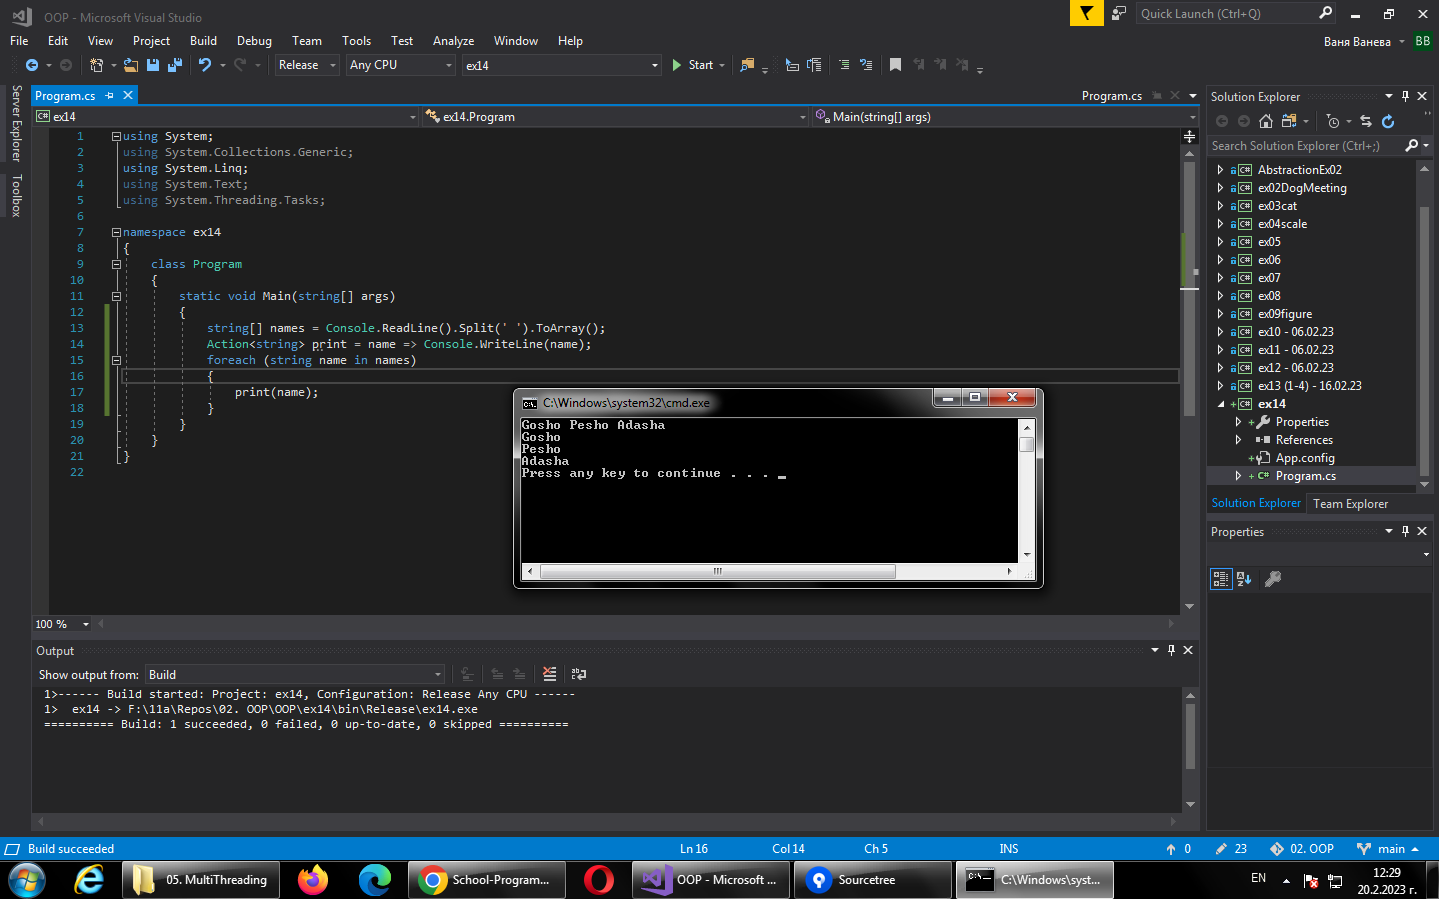 OOP - Microsoft Visual Studio
Quick Launch (Ctrl+Q)
File Edit View Project Build Debug Team Tools Test Analyze Window Help
Ваня Ванева BB
Release Any CPU ex14 Start
Server Explorer
Toolbox
Program.cs
Program.cs
ex14 ex14.Program Main(string[] args)
1 using System;
2 using System.Collections.Generic;
3 using System.Linq;
4 using System.Text;
5 using System.Threading.Tasks;
6
7 namespace ex14
8 {
9 class Program
10 {
11 static void Main(string[] args)
12 {
13 string[] names = Console.ReadLine().Split(' ').ToArray();
14 Action<string> print = name => Console.WriteLine(name);
15 foreach (string name in names)
16 {
17 print(name);
18 }
19 }
20 }
21 }
22
C:\Windows\system32\cmd.exe
Gosho Pesho Adasha
Gosho
Pesho
Adasha
Press any key to continue . . . _
100 %
Solution Explorer
Search Solution Explorer (Ctrl+;)
C# AbstractionEx02
C# ex02DogMeeting
C# ex03cat
C# ex04scale
C# ex05
C# ex06
C# ex07
C# ex08
C# ex09figure
C# ex10 - 06.02.23
C# ex11 - 06.02.23
C# ex12 - 06.02.23
C# ex13 (1-4) - 16.02.23
C# ex14
Properties
References
App.config
C# Program.cs
Solution Explorer Team Explorer
Properties
Output
Show output from: Build
1>------ Build started: Project: ex14, Configuration: Release Any CPU ------
1> ex14 -> F:\11a\Repos\02. OOP\OOP\ex14\bin\Release\ex14.exe
========== Build: 1 succeeded, 0 failed, 0 up-to-date, 0 skipped ==========
Build succeeded Ln 16 Col 14 Ch 5 INS 0 23 02. OOP main
05. MultiThreading
School-Program...
OOP - Microsoft ...
Sourcetree
C:\Windows\syst...
EN
12:29
20.2.2023 г.